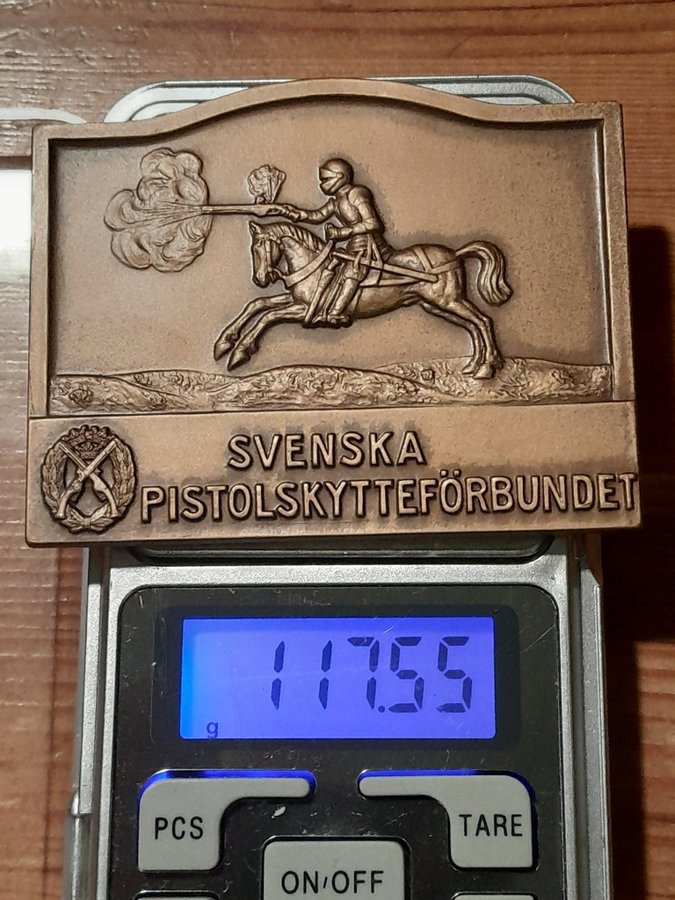 SVENSKA
PISTOLSKYTTEFÖRBUNDET
117.55
g
PCS
TARE
ON/OFF